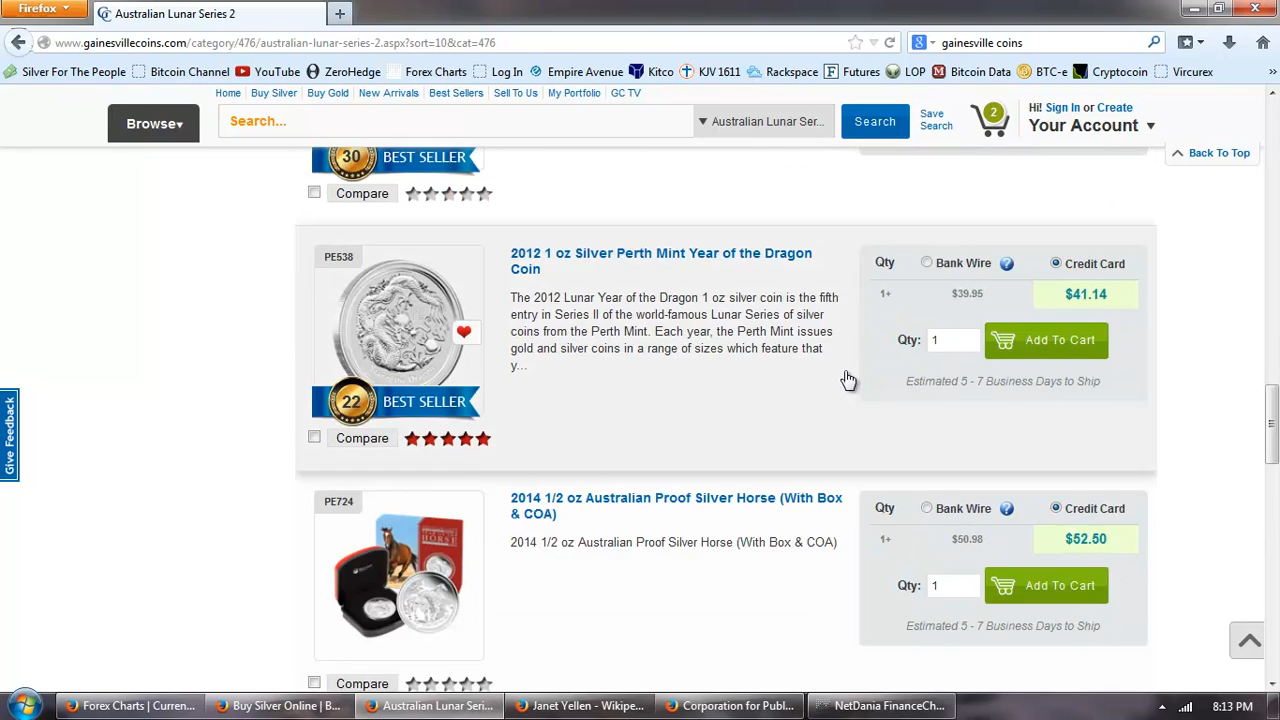 Firefox
Australian Lunar Series 2
www.gainesvillecoins.com/category/476/australian-lunar-series-2.aspx?sort=10&cat=476
gainesville coins
Silver For The People
Bitcoin Channel
YouTube
ZeroHedge
Forex Charts
Log In
Empire Avenue
Kitco
KJV 1611
Rackspace
Futures
LOP
Bitcoin Data
BTC-e
Cryptocoin
Vircurex
»
Home
Buy Silver
Buy Gold
New Arrivals
Best Sellers
Sell To Us
My Portfolio
GC TV
Browse
Search...
Australian Lunar Ser...
Search
Save Search
2
Hi! Sign In or Create
Your Account
Back To Top
30 BEST SELLER
Compare
PE538
22 BEST SELLER
Compare
2012 1 oz Silver Perth Mint Year of the Dragon
Coin
The 2012 Lunar Year of the Dragon 1 oz silver coin is the fifth
entry in Series II of the world-famous Lunar Series of silver
coins from the Perth Mint. Each year, the Perth Mint issues
gold and silver coins in a range of sizes which feature that
y...
Qty Bank Wire ? Credit Card
1+ $39.95 $41.14
Qty: 1 Add To Cart
Estimated 5 - 7 Business Days to Ship
Give Feedback
PE724
Compare
2014 1/2 oz Australian Proof Silver Horse (With Box
& COA)
2014 1/2 oz Australian Proof Silver Horse (With Box & COA)
Qty Bank Wire ? Credit Card
1+ $50.98 $52.50
Qty: 1 Add To Cart
Estimated 5 - 7 Business Days to Ship
Forex Charts | Curren...
Buy Silver Online | B...
Australian Lunar Seri...
Janet Yellen - Wikipe...
Corporation for Publ...
NetDania FinanceCh...
8:13 PM